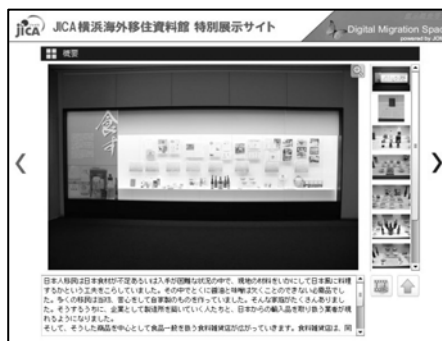 JICA JICA横浜海外移住資料館 特別展示サイト
Digital Migration Space
powered by JOM
概要
食す
日本人移民は日本食材が不足あるいは入手が困難な状況の中で、現地の材料をいかにして日本風に料理
するかという工夫をこらしていました。その中でとくに醤油と味噌は欠くことのできない必需品でし
た。多くの移民は当初、苦心をして自家製のものを作っていました。そんな家庭がたくさんありまし
た。そうするうちに、企業として製造所を開いていく人たちと、日本からの輸入品を取り扱う業者が現
れるようになりました。
そして、そうした商品を中心として食品一般を扱う食料雑貨店が広がっていきます。食料雑貨店は、同